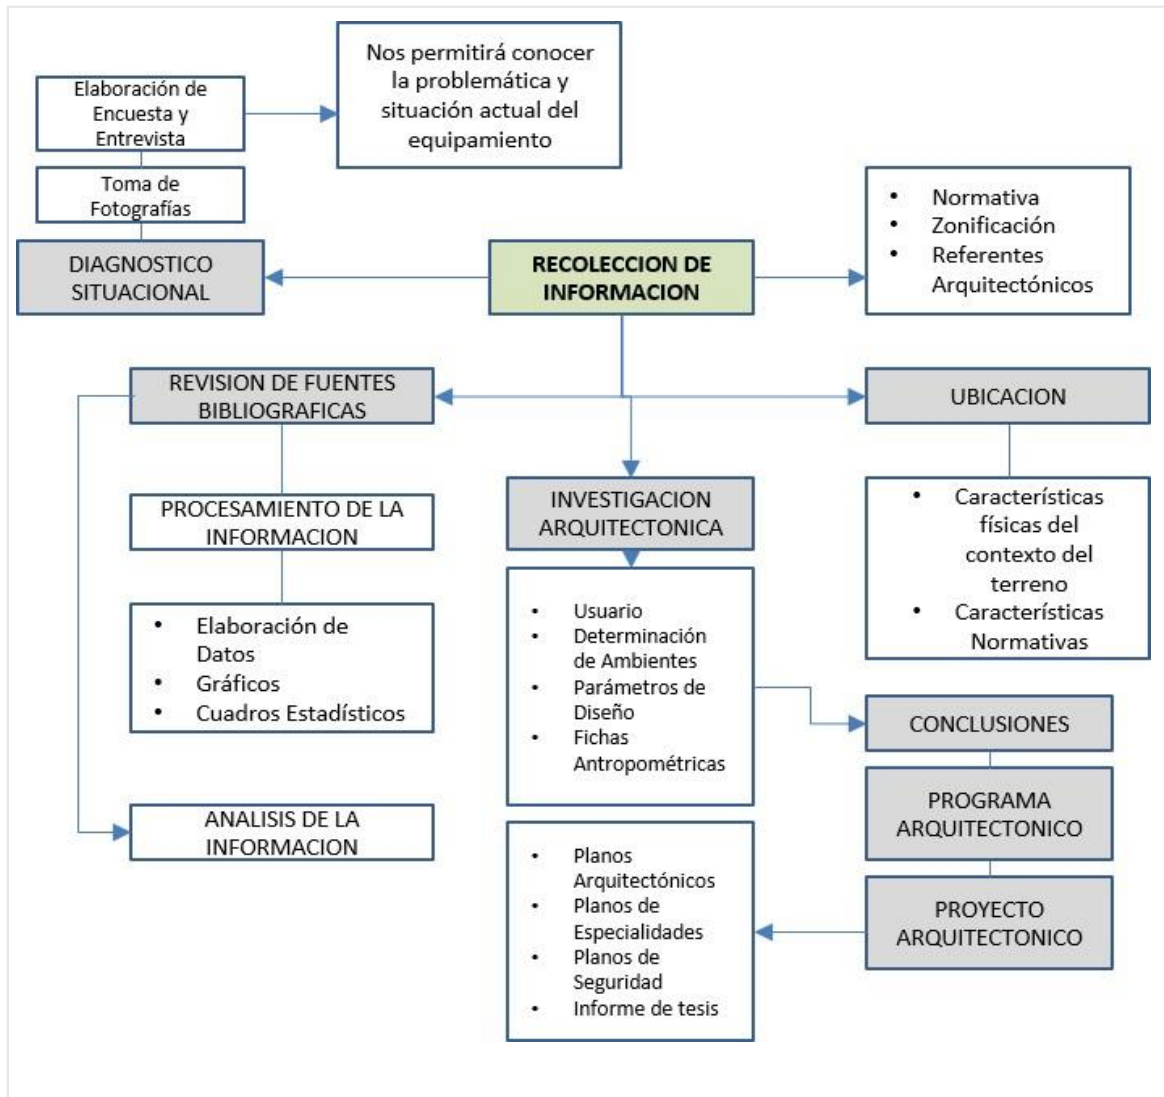 Nos permitirá conocer
la problemática y
situación actual del
equipamiento
Elaboración de
Encuesta y
Entrevista
Toma de
Fotografías
DIAGNOSTICO
SITUACIONAL
RECOLECCION DE
INFORMACION
• Normativa
• Zonificación
• Referentes
Arquitectónicos
REVISION DE FUENTES
BIBLIOGRAFICAS
UBICACION
PROCESAMIENTO DE LA
INFORMACION
INVESTIGACION
ARQUITECTONICA
• Característícas
físicas del
contexto del
terreno
• Característícas
Normativas
• Elaboración de
Datos
• Gráficos
• Cuadros Estadísticos
• Usuario
• Determinación
de Ambientes
• Parámetros de
Diseño
• Fichas
Antropométricas
CONCLUSIONES
PROGRAMA
ARQUITECTONICO
ANALISIS DE LA
INFORMACION
• Planos
Arquitectónicos
• Planos de
Especialidades
• Planos de
Seguridad
• Informe de tesis
PROYECTO
ARQUITECTONICO